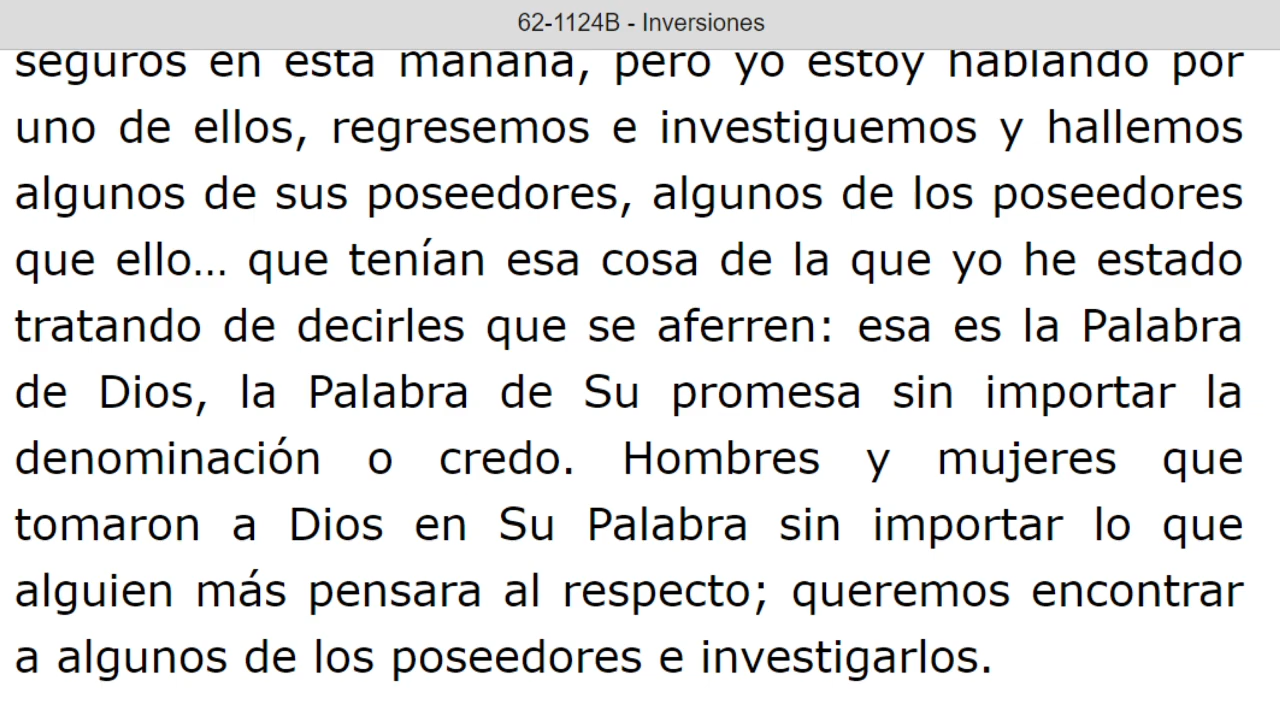 62-1124B - Inversiones
seguros en esta mañana, pero yo estoy hablando por
uno de ellos, regresemos e investiguemos y hallemos
algunos de sus poseedores, algunos de los poseedores
que ello… que tenían esa cosa de la que yo he estado
tratando de decirles que se aferren: esa es la Palabra
de Dios, la Palabra de Su promesa sin importar la
denominación o credo. Hombres y mujeres que
tomaron a Dios en Su Palabra sin importar lo que
alguien más pensara al respecto; queremos encontrar
a algunos de los poseedores e investigarlos.